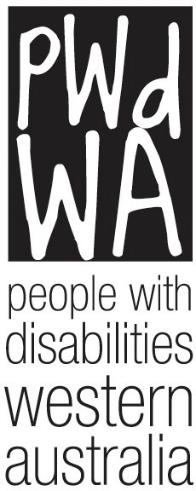 PWd
WA
people with
disabilities
western
australia